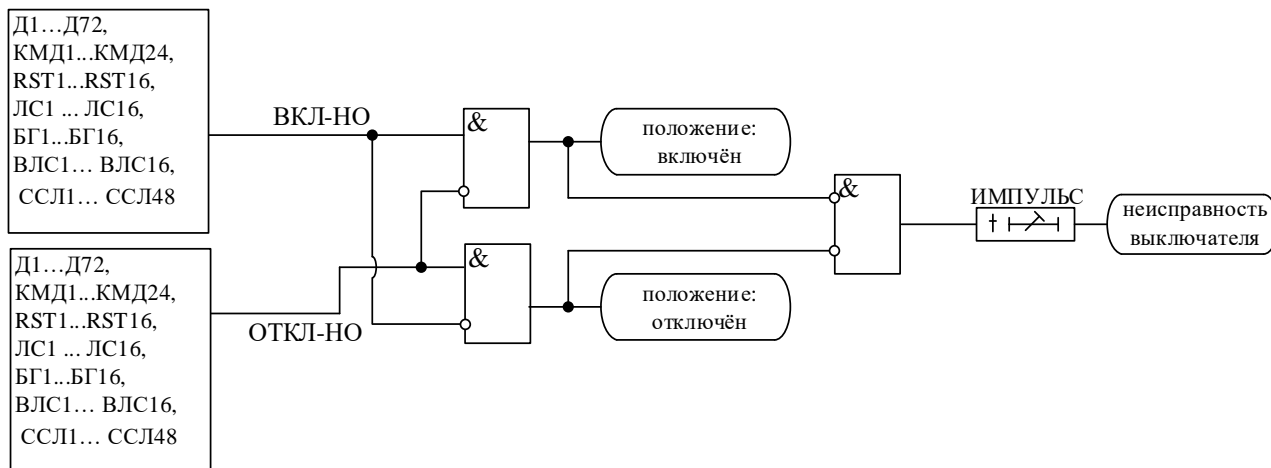 Д1…Д72,
КМД1...КМД24,
RST1...RST16,
ЛС1 ... ЛС16,
БГ1...БГ16,
ВЛС1… ВЛС16,
ССЛ1… ССЛ48
ВКЛ-НО
&
положение:
включён
&
ИМПУЛЬС
неисправность
выключателя
Д1…Д72,
КМД1...КМД24,
RST1...RST16,
ЛС1 ... ЛС16,
БГ1...БГ16,
ВЛС1… ВЛС16,
ССЛ1… ССЛ48
ОТКЛ-НО
&
положение:
отключён